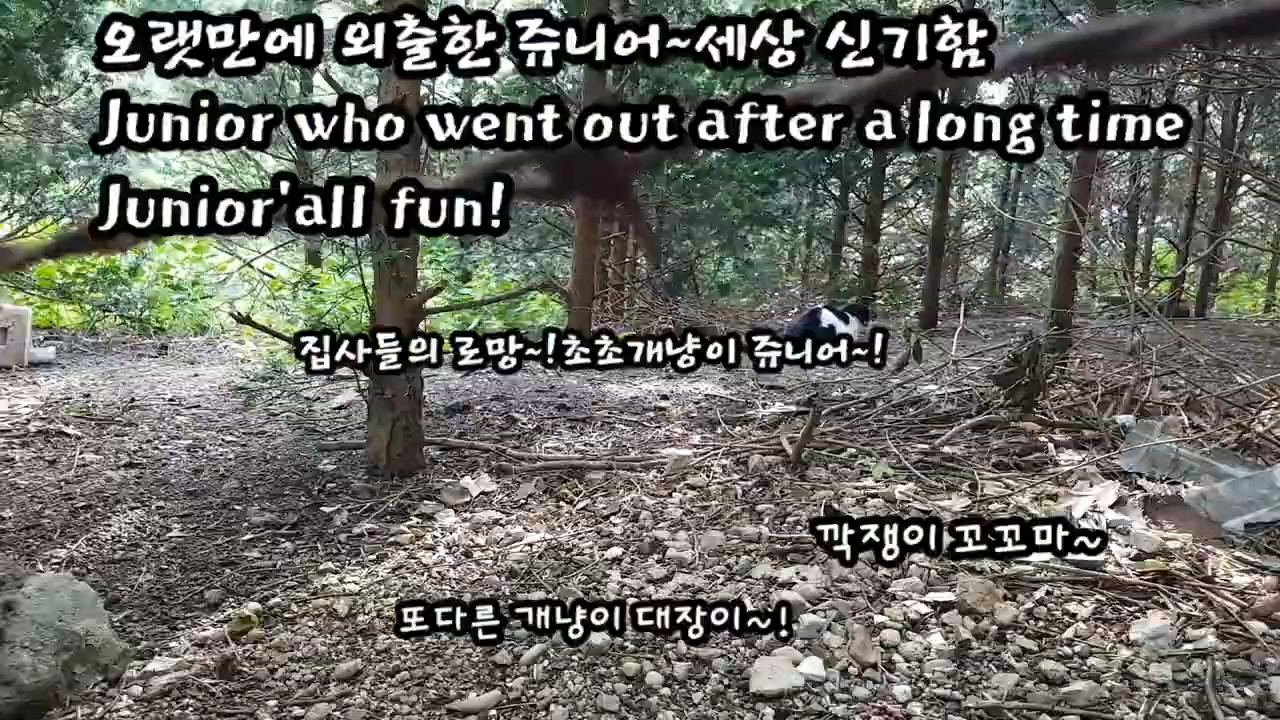 오랫만에 외출한 쥬니어~세상 신기함
Junior who went out after a long time
Junior'all fun!
집사들의 로망~!초초개냥이 쥬니어~!
깍쟁이 꼬꼬마~
또다른 개냥이 대장이~!